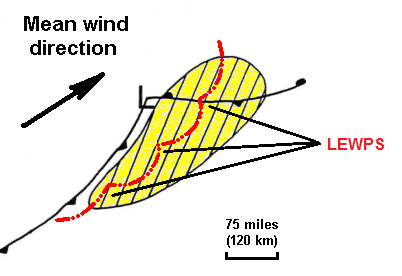 Mean wind
direction
L
LEWPS
75 miles
(120 km)